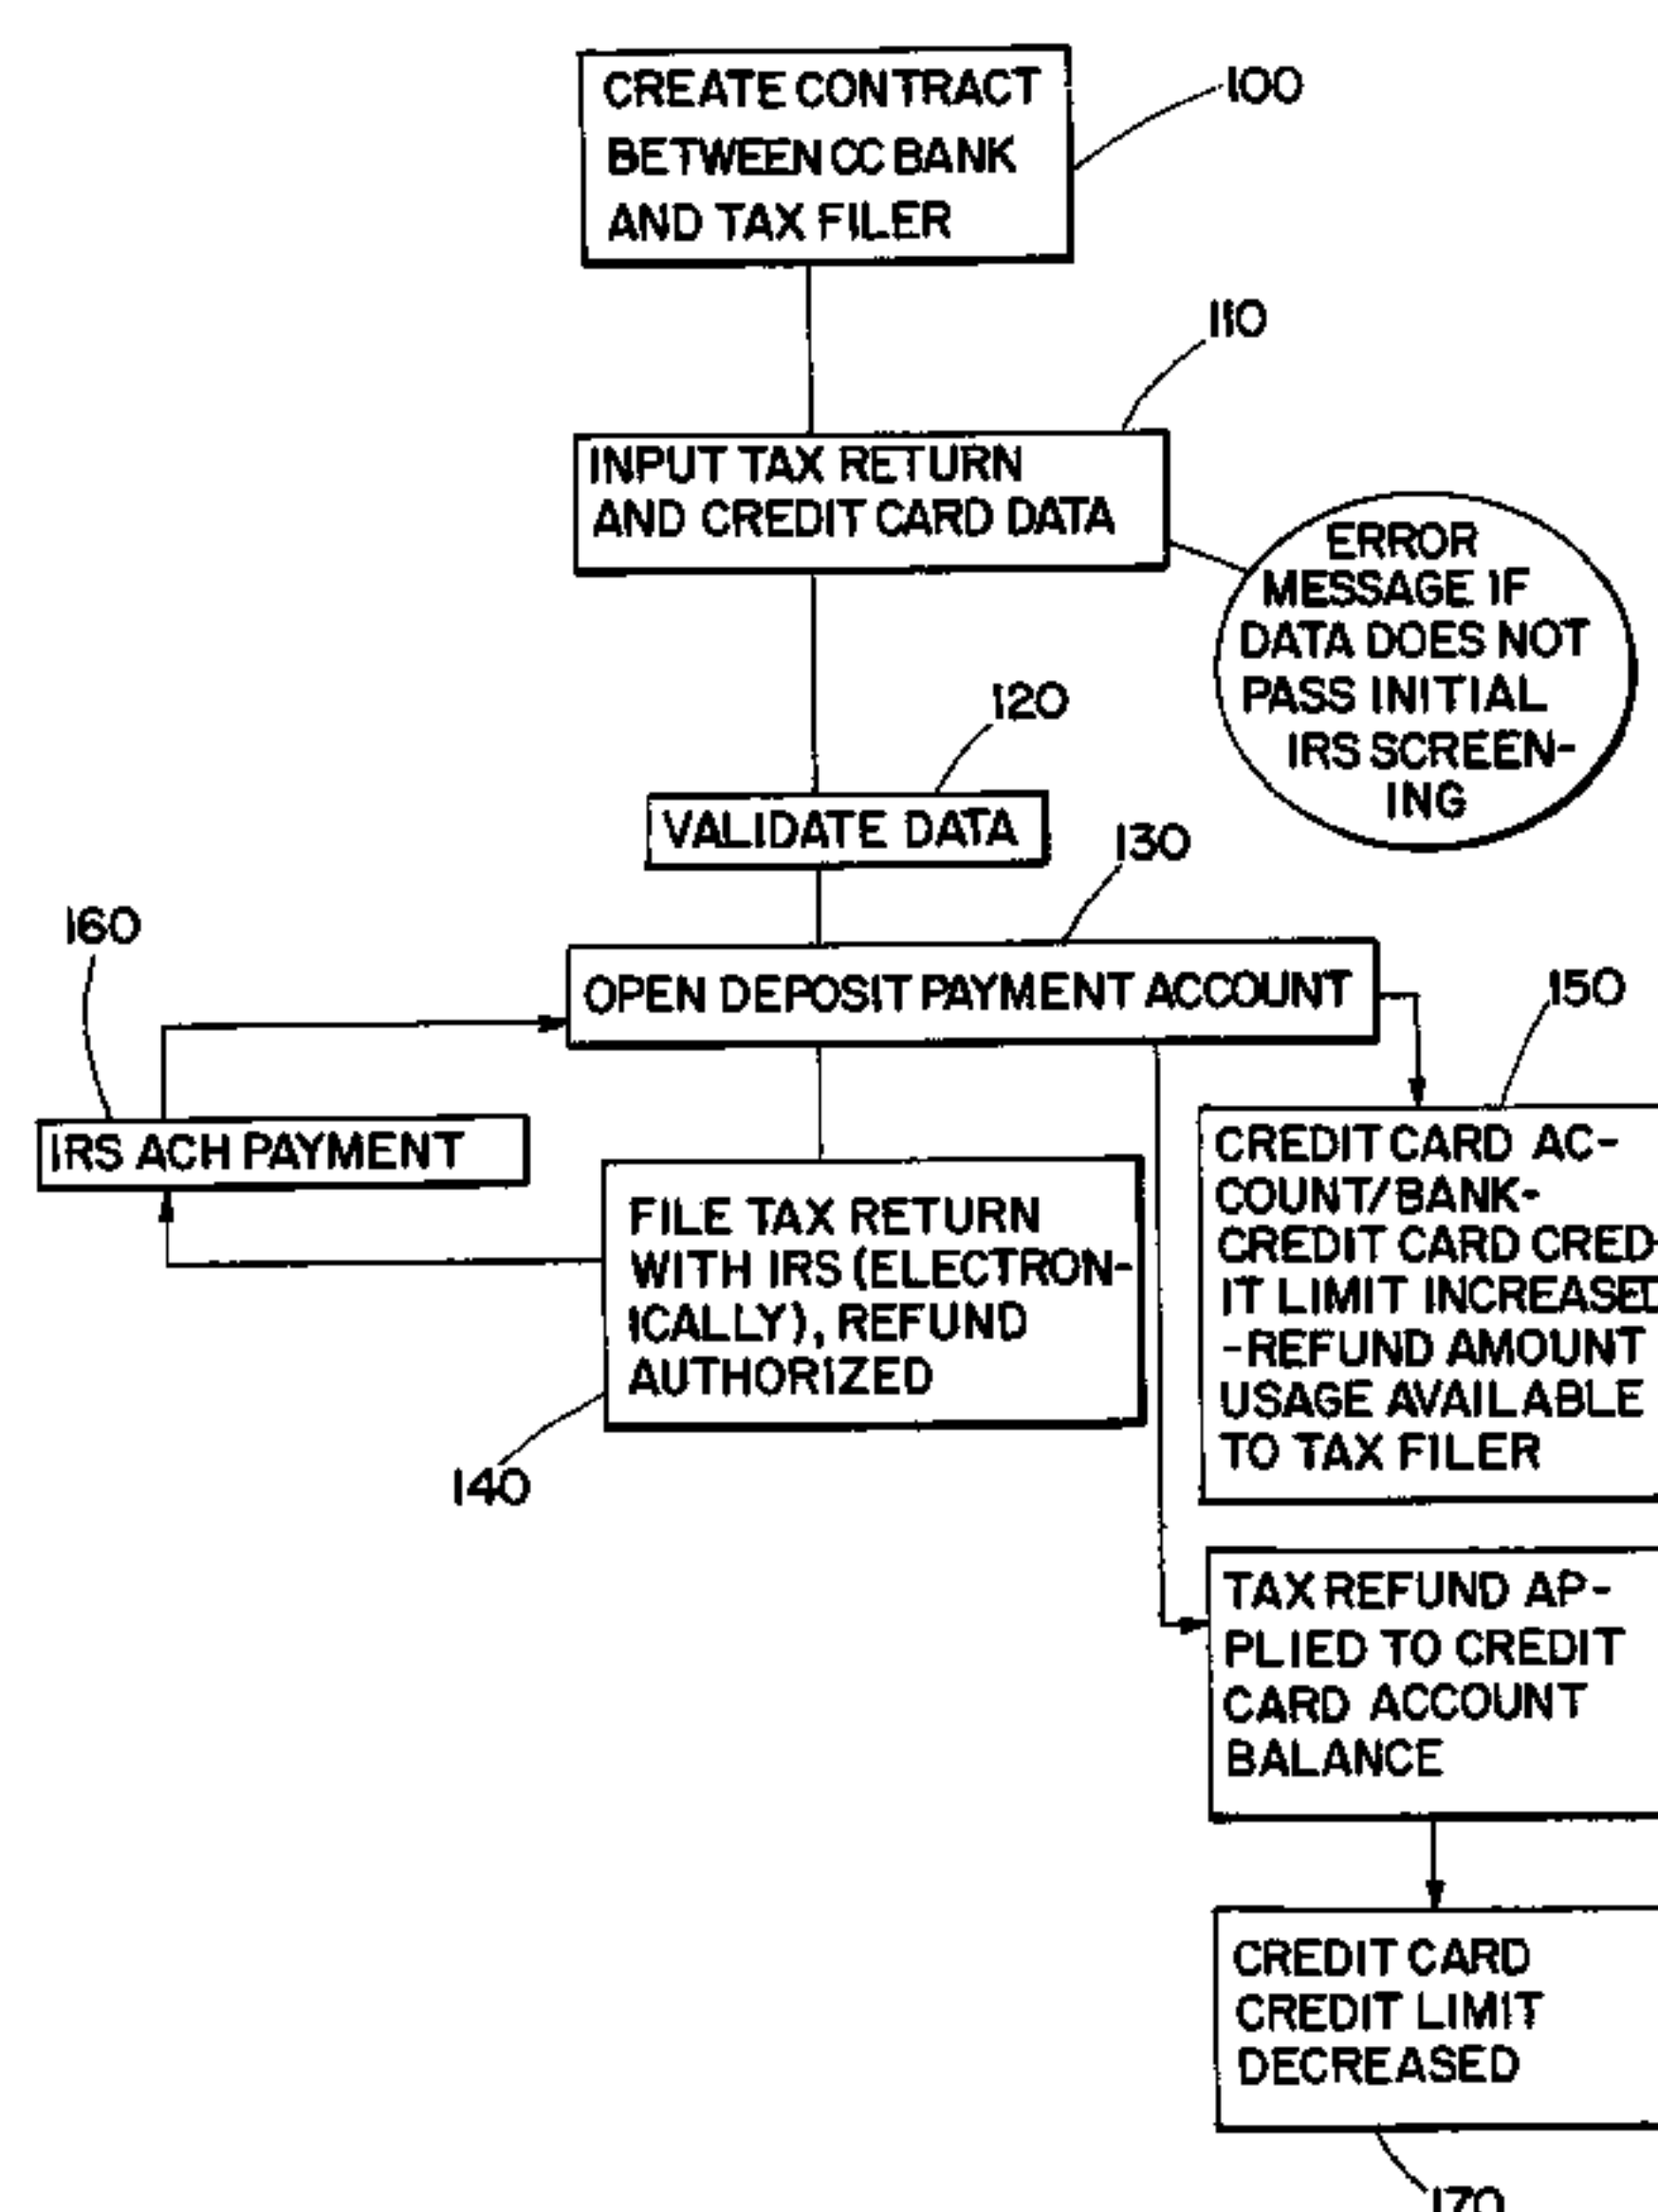 CREATE CONTRACT
BETWEEN CC BANK
AND TAX FILER
100
110
INPUT TAX RETURN
AND CREDIT CARD DATA
ERROR
MESSAGE IF
DATA DOES NOT
PASS INITIAL
IRS SCREEN-
ING
120
VALIDATE DATA
130
160
OPEN DEPOSIT PAYMENT ACCOUNT
150
IRS ACH PAYMENT
FILE TAX RETURN
WITH IRS (ELECTRON-
ICALLY), REFUND
AUTHORIZED
140
CREDIT CARD AC-
COUNT/BANK-
CREDIT CARD CRED-
IT LIMIT INCREASED
-REFUND AMOUNT
USAGE AVAILABLE
TO TAX FILER
TAX REFUND AP-
PLIED TO CREDIT
CARD ACCOUNT
BALANCE
CREDIT CARD
CREDIT LIMIT
DECREASED
170